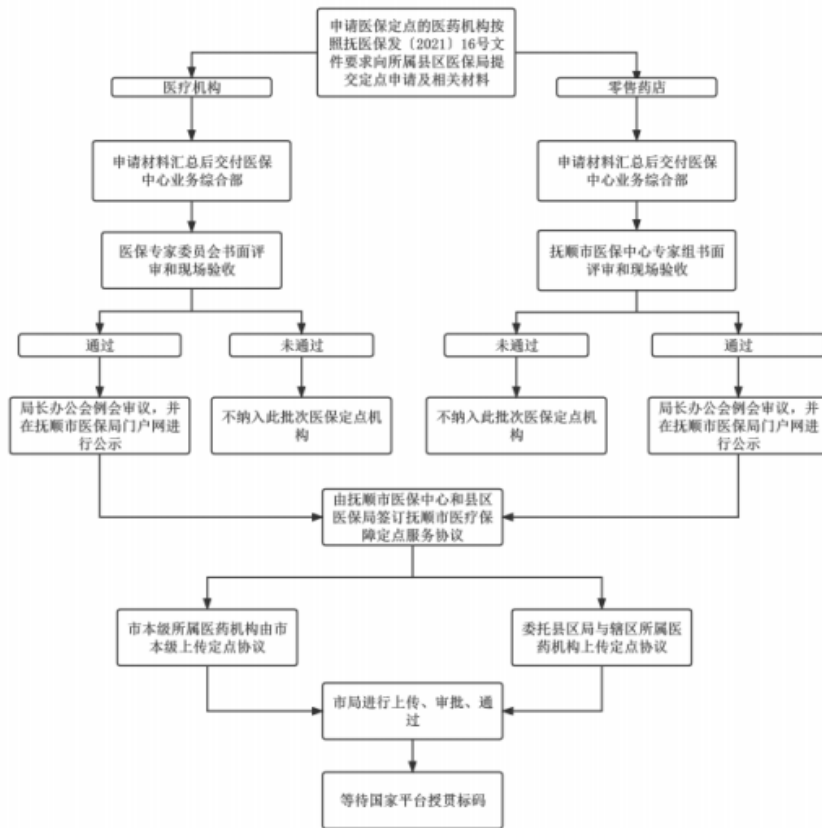 申请医保定点的医药机构按
照抚医保发〔2021〕16号文
件要求向所属县区医保局提
交定点申请及相关材料
医疗机构
零售药店
申请材料汇总后交付医保
中心业务综合部
申请材料汇总后交付医保
中心业务综合部
医保专家委员会书面评
审和现场验收
抚顺市医保中心专家组书面
评审和现场验收
通过
未通过
未通过
通过
局长办公会例会审议，并
在抚顺市医保局门户网进
行公示
不纳入此批次医保定点机
构
不纳入此批次医保定点机
构
局长办公会例会审议，并
在抚顺市医保局门户网进
行公示
由抚顺市医保中心和县区
医保局签订抚顺市医疗保
障定点服务协议
市本级所属医药机构由市
本级上传定点协议
委托县区局与辖区所属医
药机构上传定点协议
市局进行上传、审批、通
过
等待国家平台授贯标码